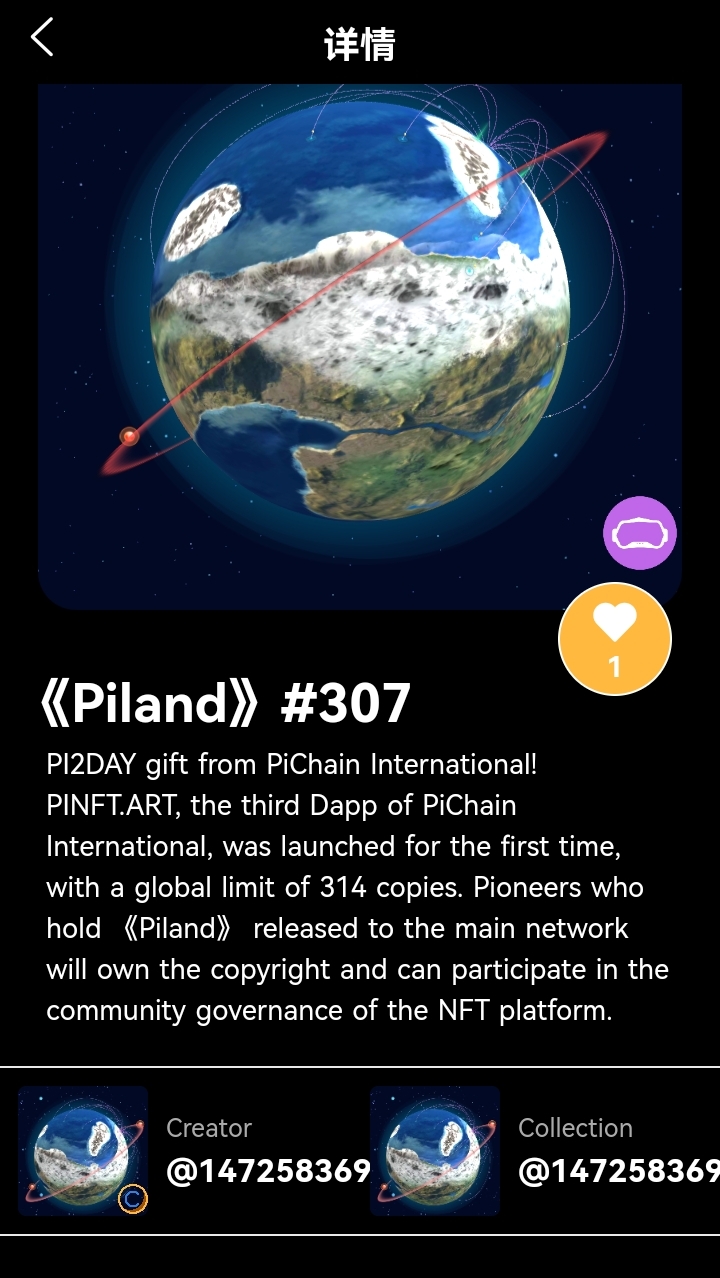 详情
1
《Piland》 #307
PI2DAY gift from PiChain International!
PINFT.ART, the third Dapp of PiChain
International, was launched for the first time,
with a global limit of 314 copies. Pioneers who
hold 《Piland》 released to the main network
will own the copyright and can participate in the
community governance of the NFT platform.
Creator
@147258369
C
Collection
@147258369